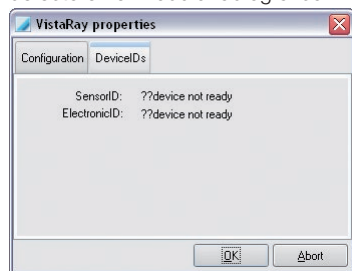 VistaRay properties
Configuration DeviceIDs
SensorID: ??device not ready
ElectronicID: ??device not ready
OK Abort